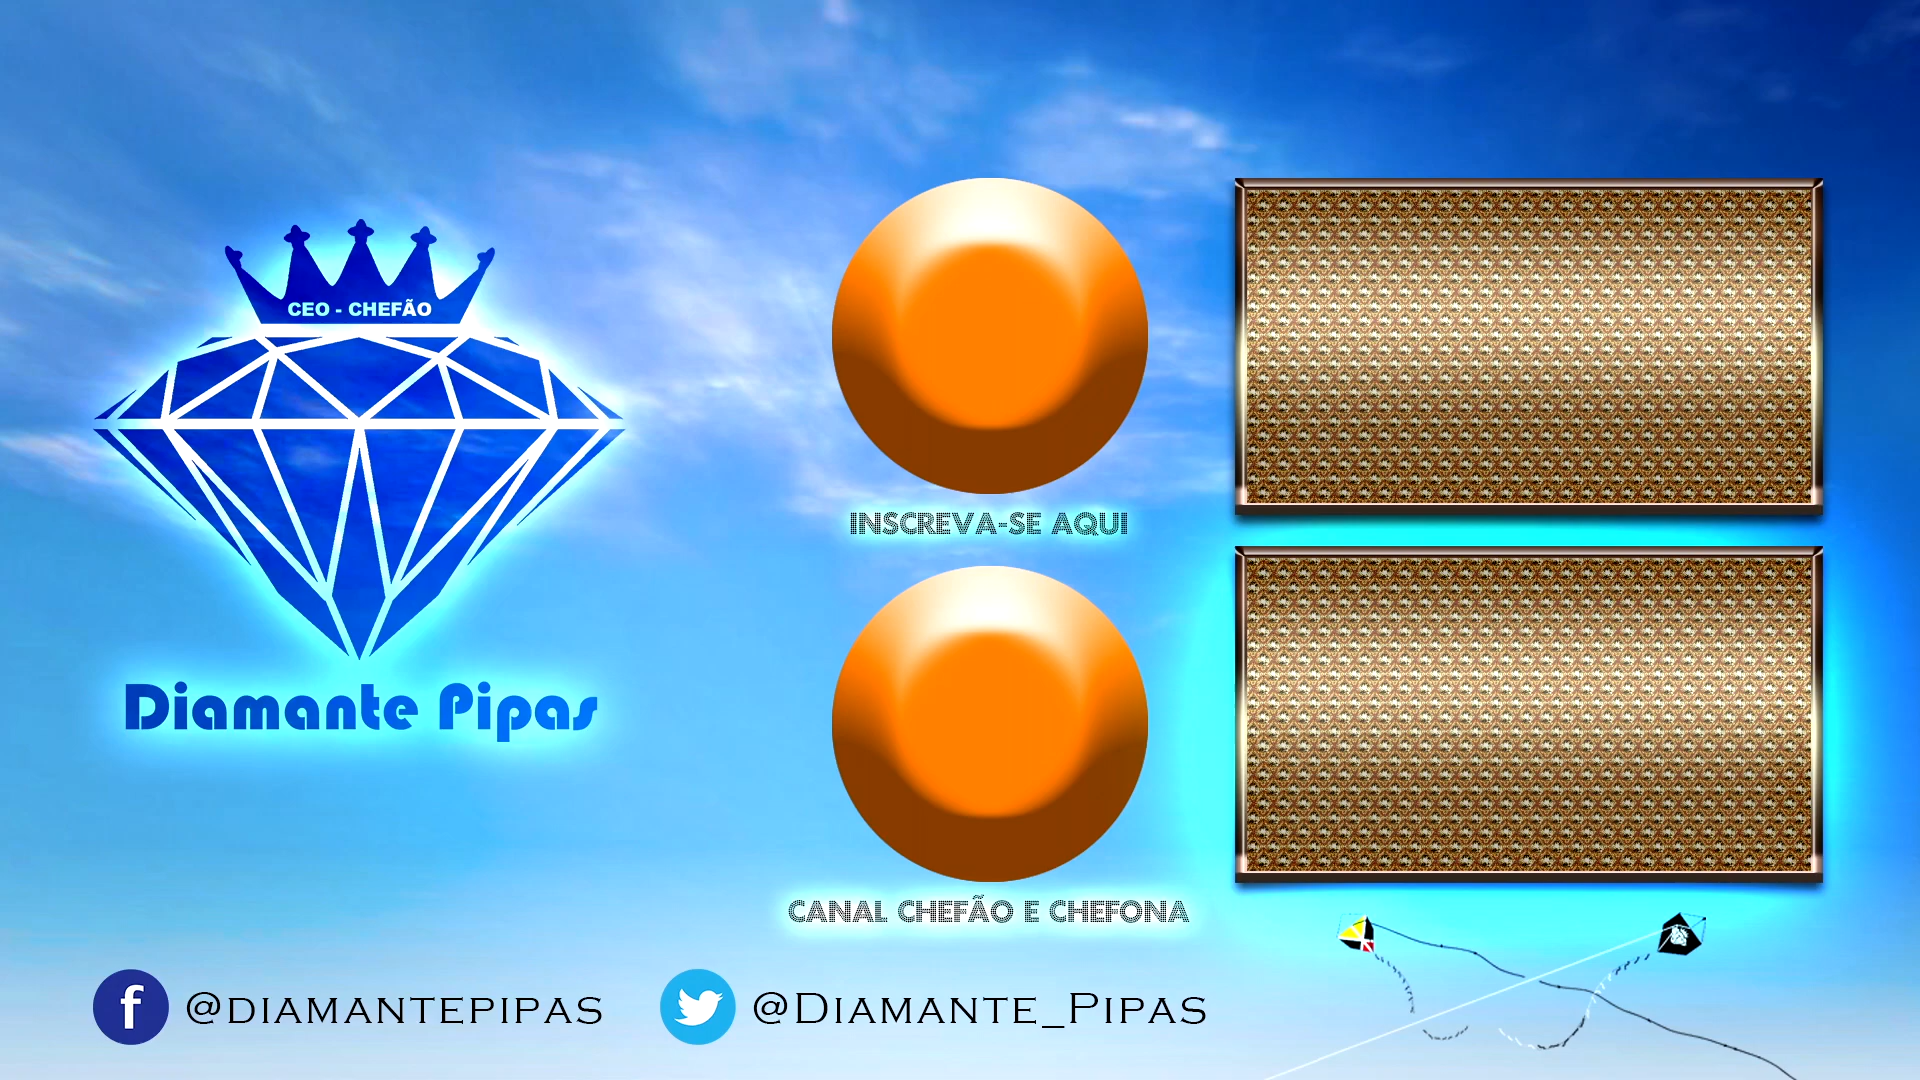 CEO - CHEFÃO
Diamante Pipas
INSCREVA-SE AQUI
CANAL CHEFÃO E CHEFONA
@DIAMANTEPIPAS
@DIAMANTE_PIPAS